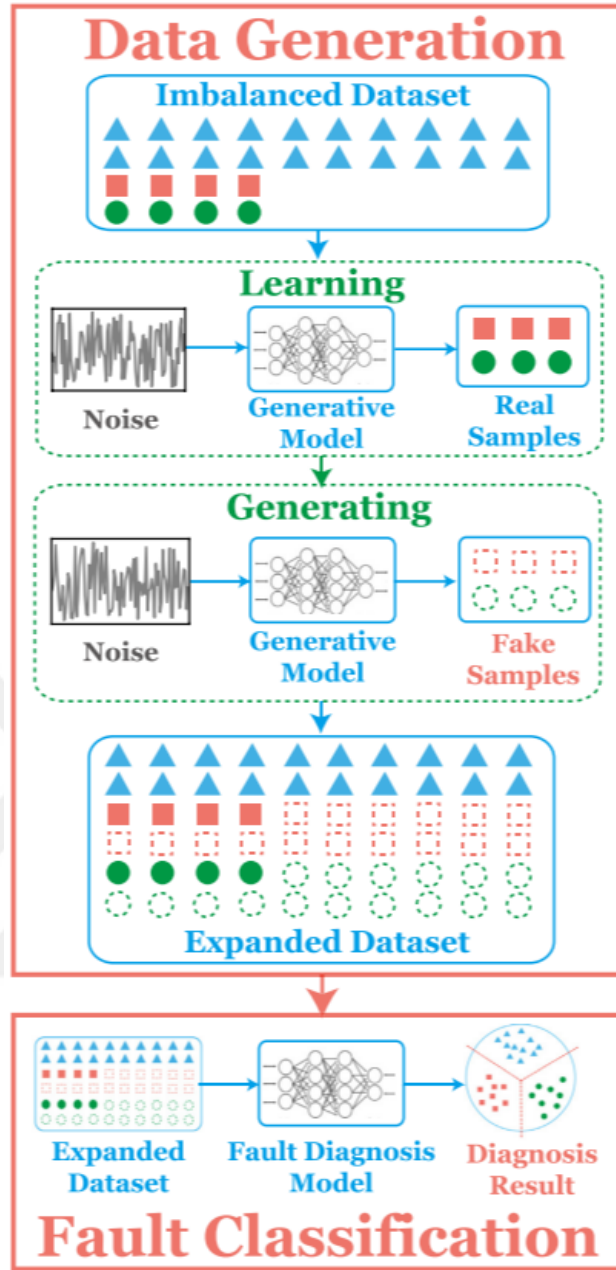 Data Generation
Imbalanced Dataset
Learning
Noise
Generative
Model
Real
Samples
Generating
Noise
Generative
Model
Fake
Samples
Expanded Dataset
Expanded
Dataset
Fault Diagnosis
Model
Diagnosis
Result
Fault Classification